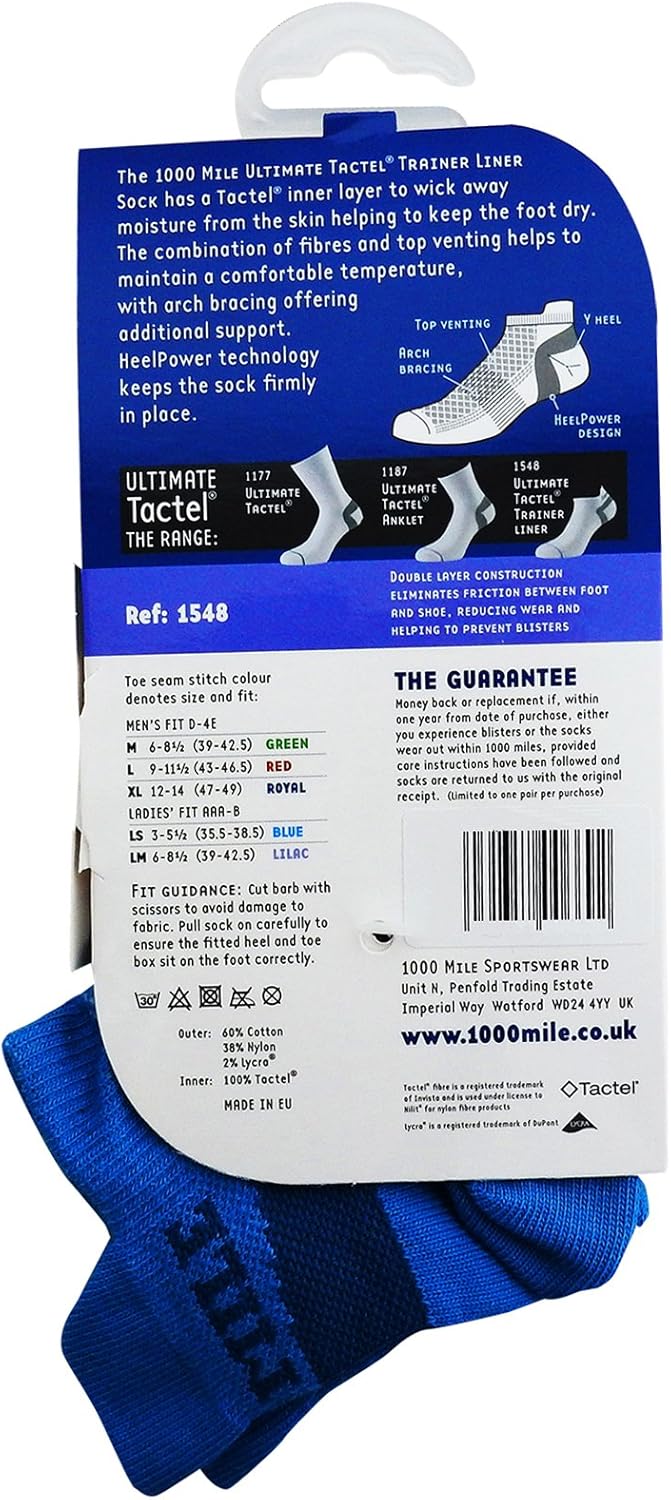 The 1000 Mile Ultimate Tactel® Trainer Liner
Sock has a Tactel® inner layer to wick away
moisture from the skin helping to keep the foot dry.
The combination of fibres and top venting helps to
maintain a comfortable temperature,
with arch bracing offering
additional support.
HeelPower technology
keeps the sock firmly
in place.
Top venting
Y heel
Arch
bracing
HeelPower
design
ULTIMATE
Tactel®
THE RANGE:
1177
Ultimate
Tactel®
1187
Ultimate
Tactel®
Anklet
1548
Ultimate
Tactel®
Trainer
Liner
Ref: 1548
Double layer construction
eliminates friction between foot
and shoe, reducing wear and
helping to prevent blisters
Toe seam stitch colour
denotes size and fit:
MEN'S FIT D-4E
M 6-8½ (39-42.5) GREEN
L 9-11½ (43-46.5) RED
XL 12-14 (47-49) ROYAL
LADIES' FIT AAA-B
LS 3-5½ (35.5-38.5) BLUE
LM 6-8½ (39-42.5) LILAC
Fit guidance: Cut barb with
scissors to avoid damage to
fabric. Pull sock on carefully to
ensure the fitted heel and toe
box sit on the foot correctly.
30°
Outer: 60% Cotton
38% Nylon
2% Lycra®
Inner: 100% Tactel®
MADE IN EU
THE GUARANTEE
Money back or replacement if, within
one year from date of purchase, either
you experience blisters or the socks
wear out within 1000 miles, provided
care instructions have been followed and
socks are returned to us with the original
receipt. (limited to one pair per purchase)
1000 Mile Sportswear Ltd
Unit N, Penfold Trading Estate
Imperial Way Watford WD24 4YY UK
www.1000mile.co.uk
Tactel® fibre is a registered trademark
of Invista and is used under license to
Nilit® for nylon fibre products
Tactel®
Lycra® is a registered trademark of DuPont
LYCRA
MILE